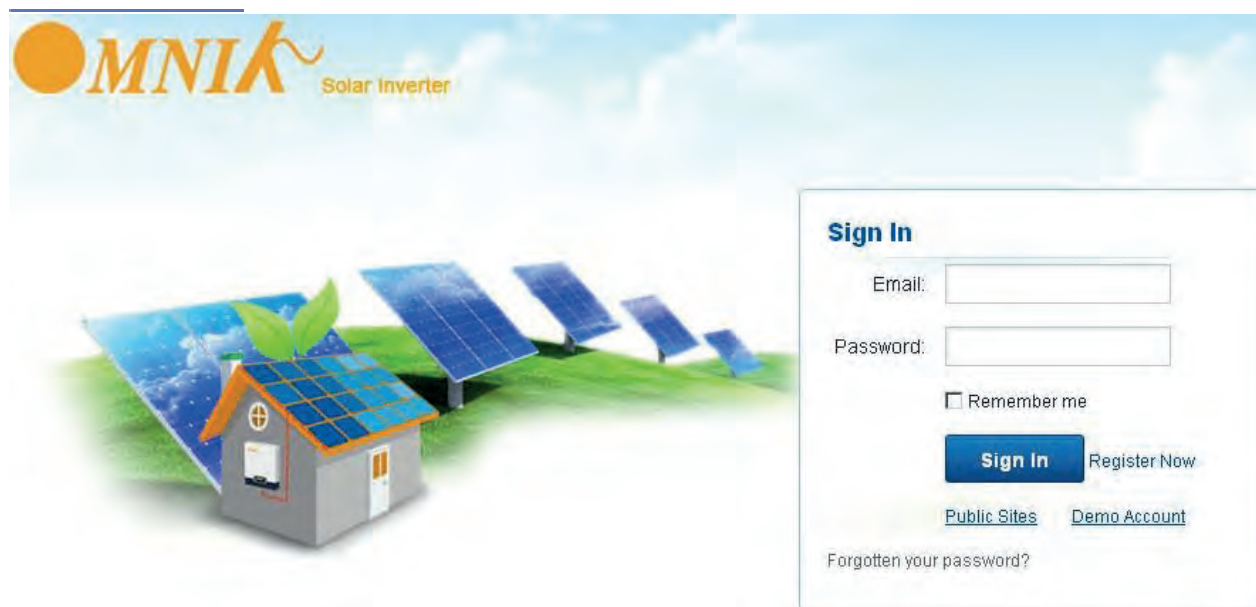 OMNIK
Solar Inverter
Sign In
Email:
Password:
Remember me
Sign In Register Now
Public Sites Demo Account
Forgotten your password?